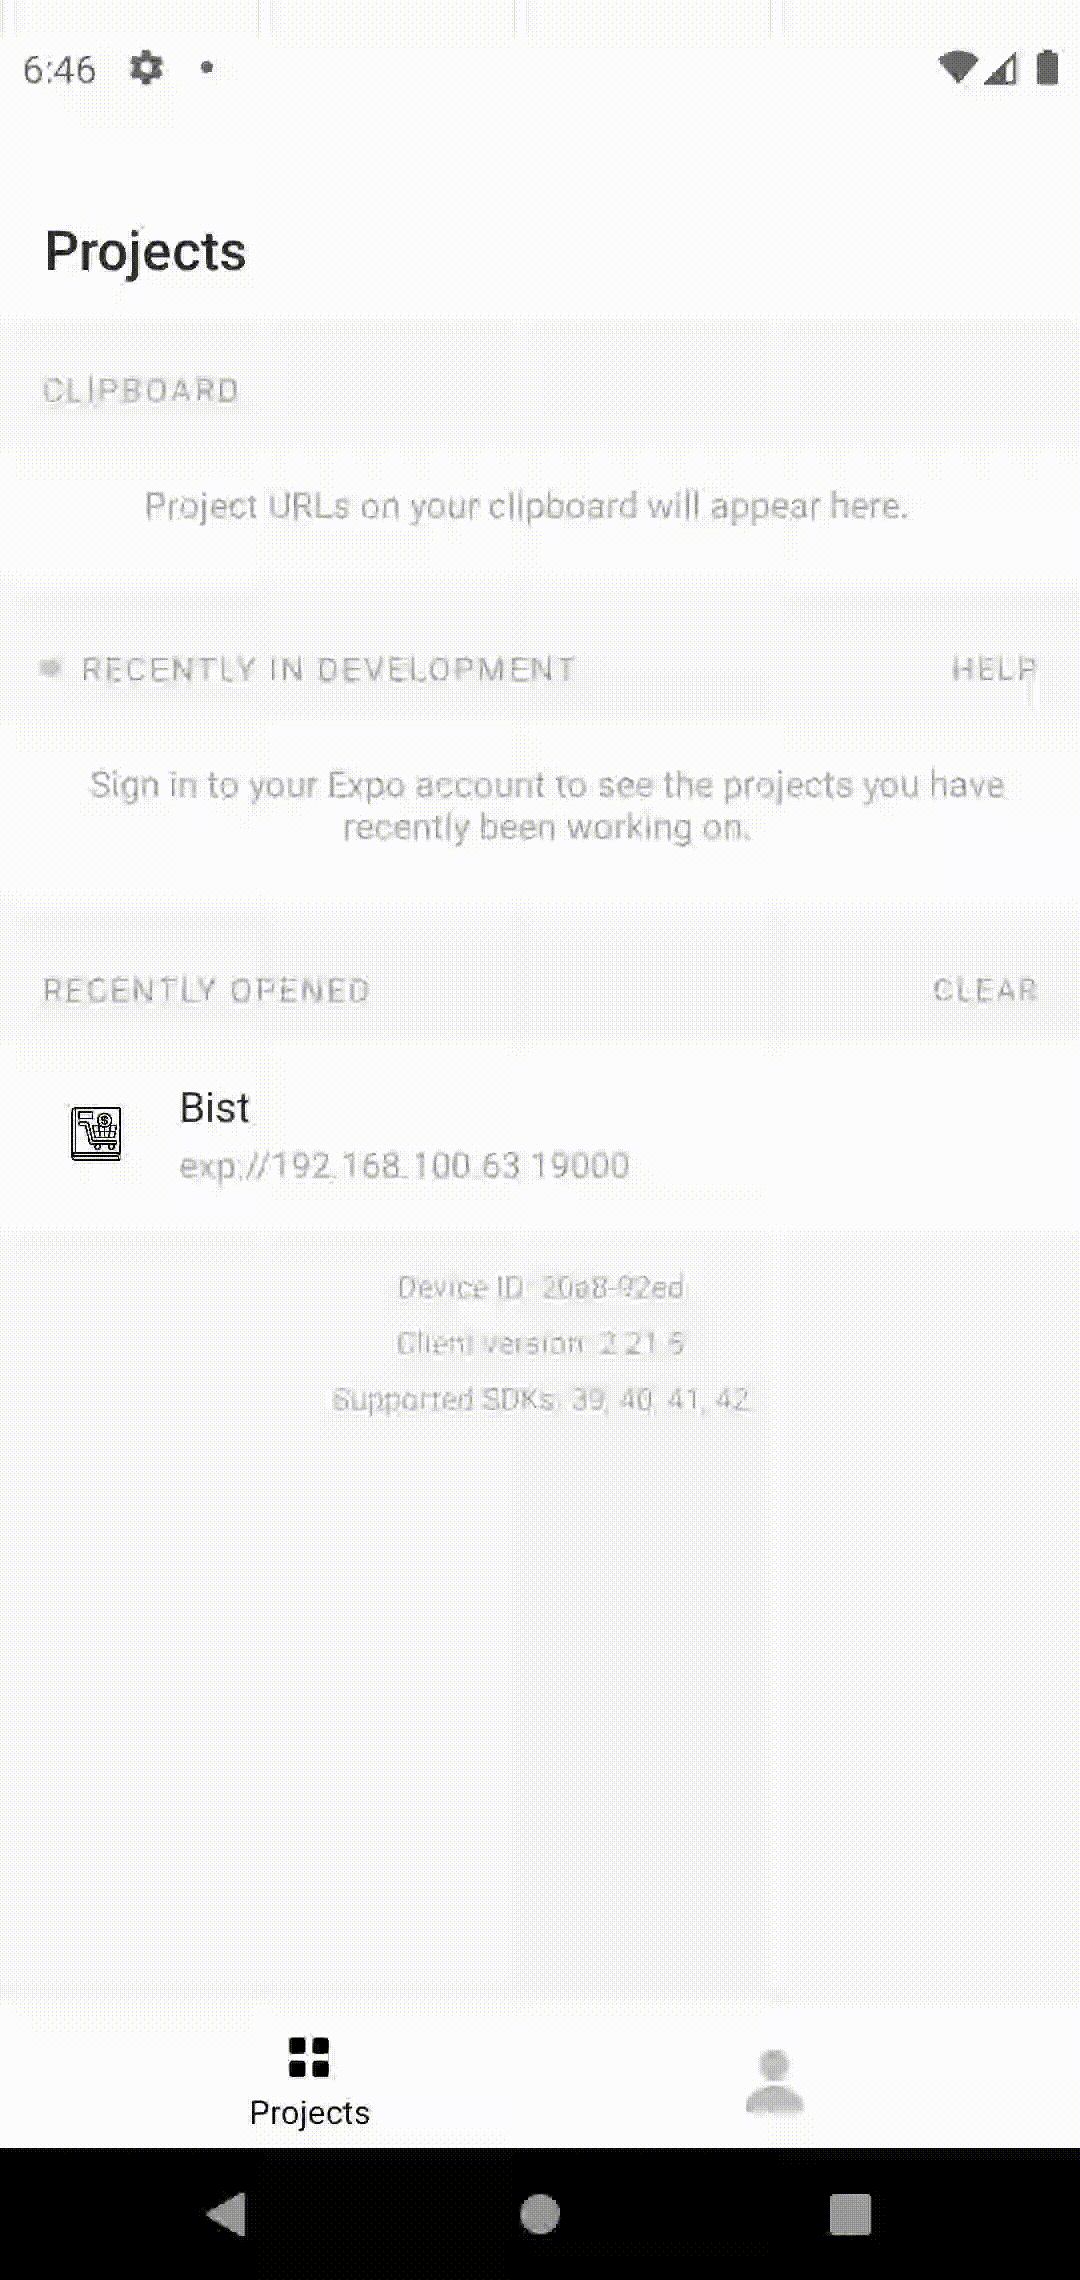 6:46
Projects
CLIPBOARD
Project URLs on your clipboard will appear here.
RECENTLY IN DEVELOPMENT HELP
Sign in to your Expo account to see the projects you have
recently been working on.
RECENTLY OPENED CLEAR
Bist
exp://192.168.100.63:19000
Device ID: 20a8-92ed
Client version: 2.21.5
Supported SDKs: 39, 40, 41, 42
Projects